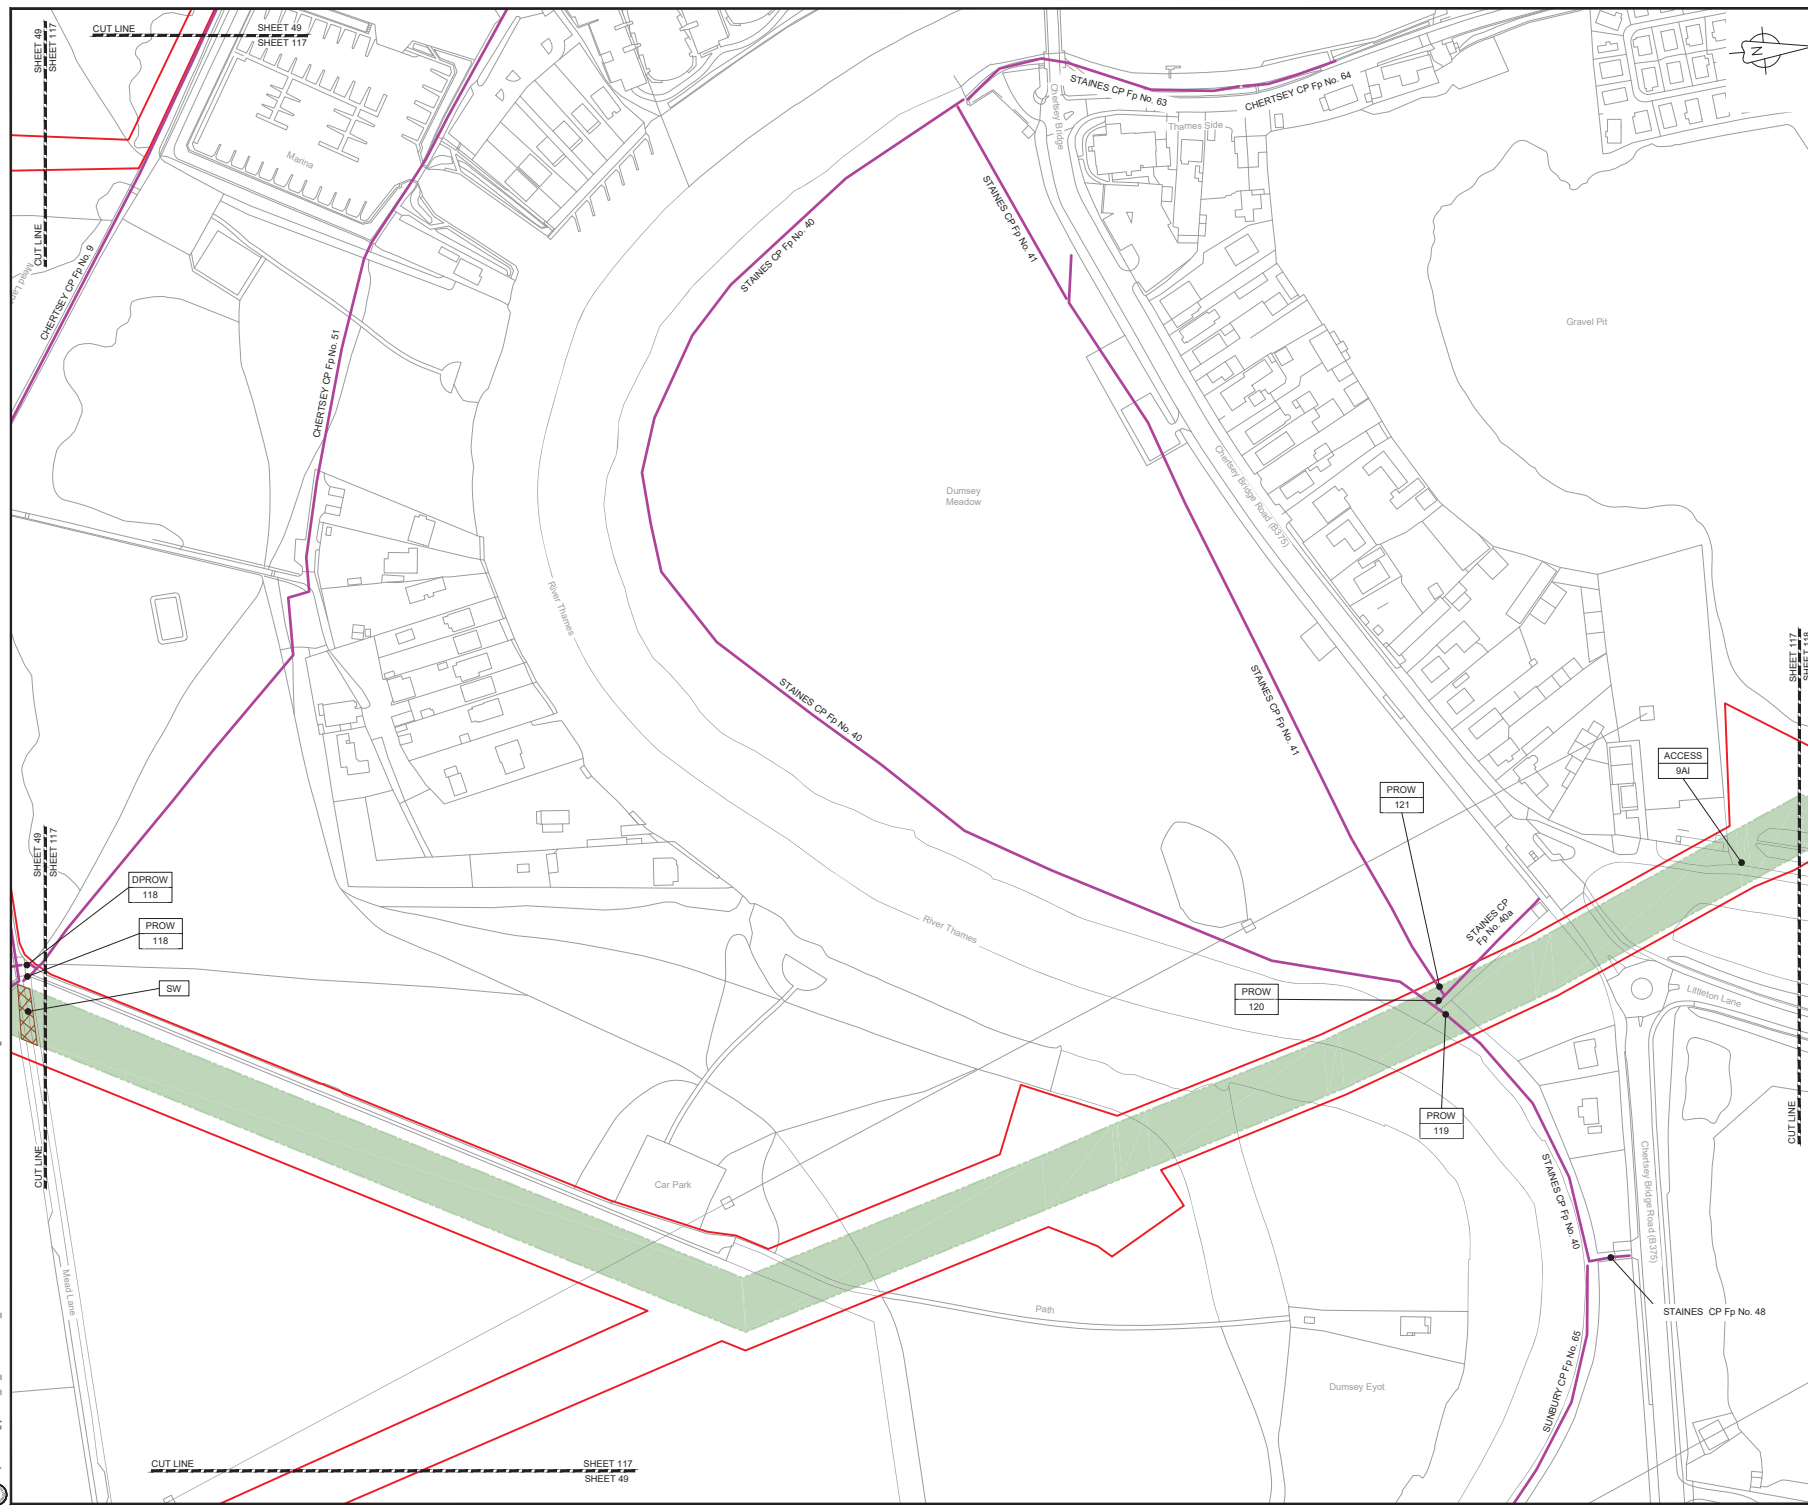 CUT LINE
SHEET 49
SHEET 117
SHEET 49
SHEET 117
CUT LINE
N
Marina
Mead Lane
CHERTSEY CP Fp No. 9
CHERTSEY CP Fp No. 51
STAINES CP Fp No. 63
CHERTSEY CP Fp No. 64
Chertsey Bridge
Thames Side
STAINES CP Fp No. 41
STAINES CP Fp No. 40
Gravel Pit
Dumsey
Meadow
Chertsey Bridge Road (B375)
River Thames
STAINES CP Fp No. 40
STAINES CP Fp No. 41
SHEET 117
SHEET 118
CUT LINE
ACCESS
9AI
PROW
121
SHEET 49
SHEET 117
CUT LINE
DPROW
118
PROW
118
SW
River Thames
STAINES CP
Fp No. 40a
PROW
120
Littleton Lane
PROW
119
STAINES CP Fp No. 40
Chertsey Bridge Road (B375)
Car Park
Mead Lane
Path
STAINES CP Fp No. 48
SUNBURY CP Fp No. 65
Dumsey Eyot
CUT LINE
SHEET 117
SHEET 49